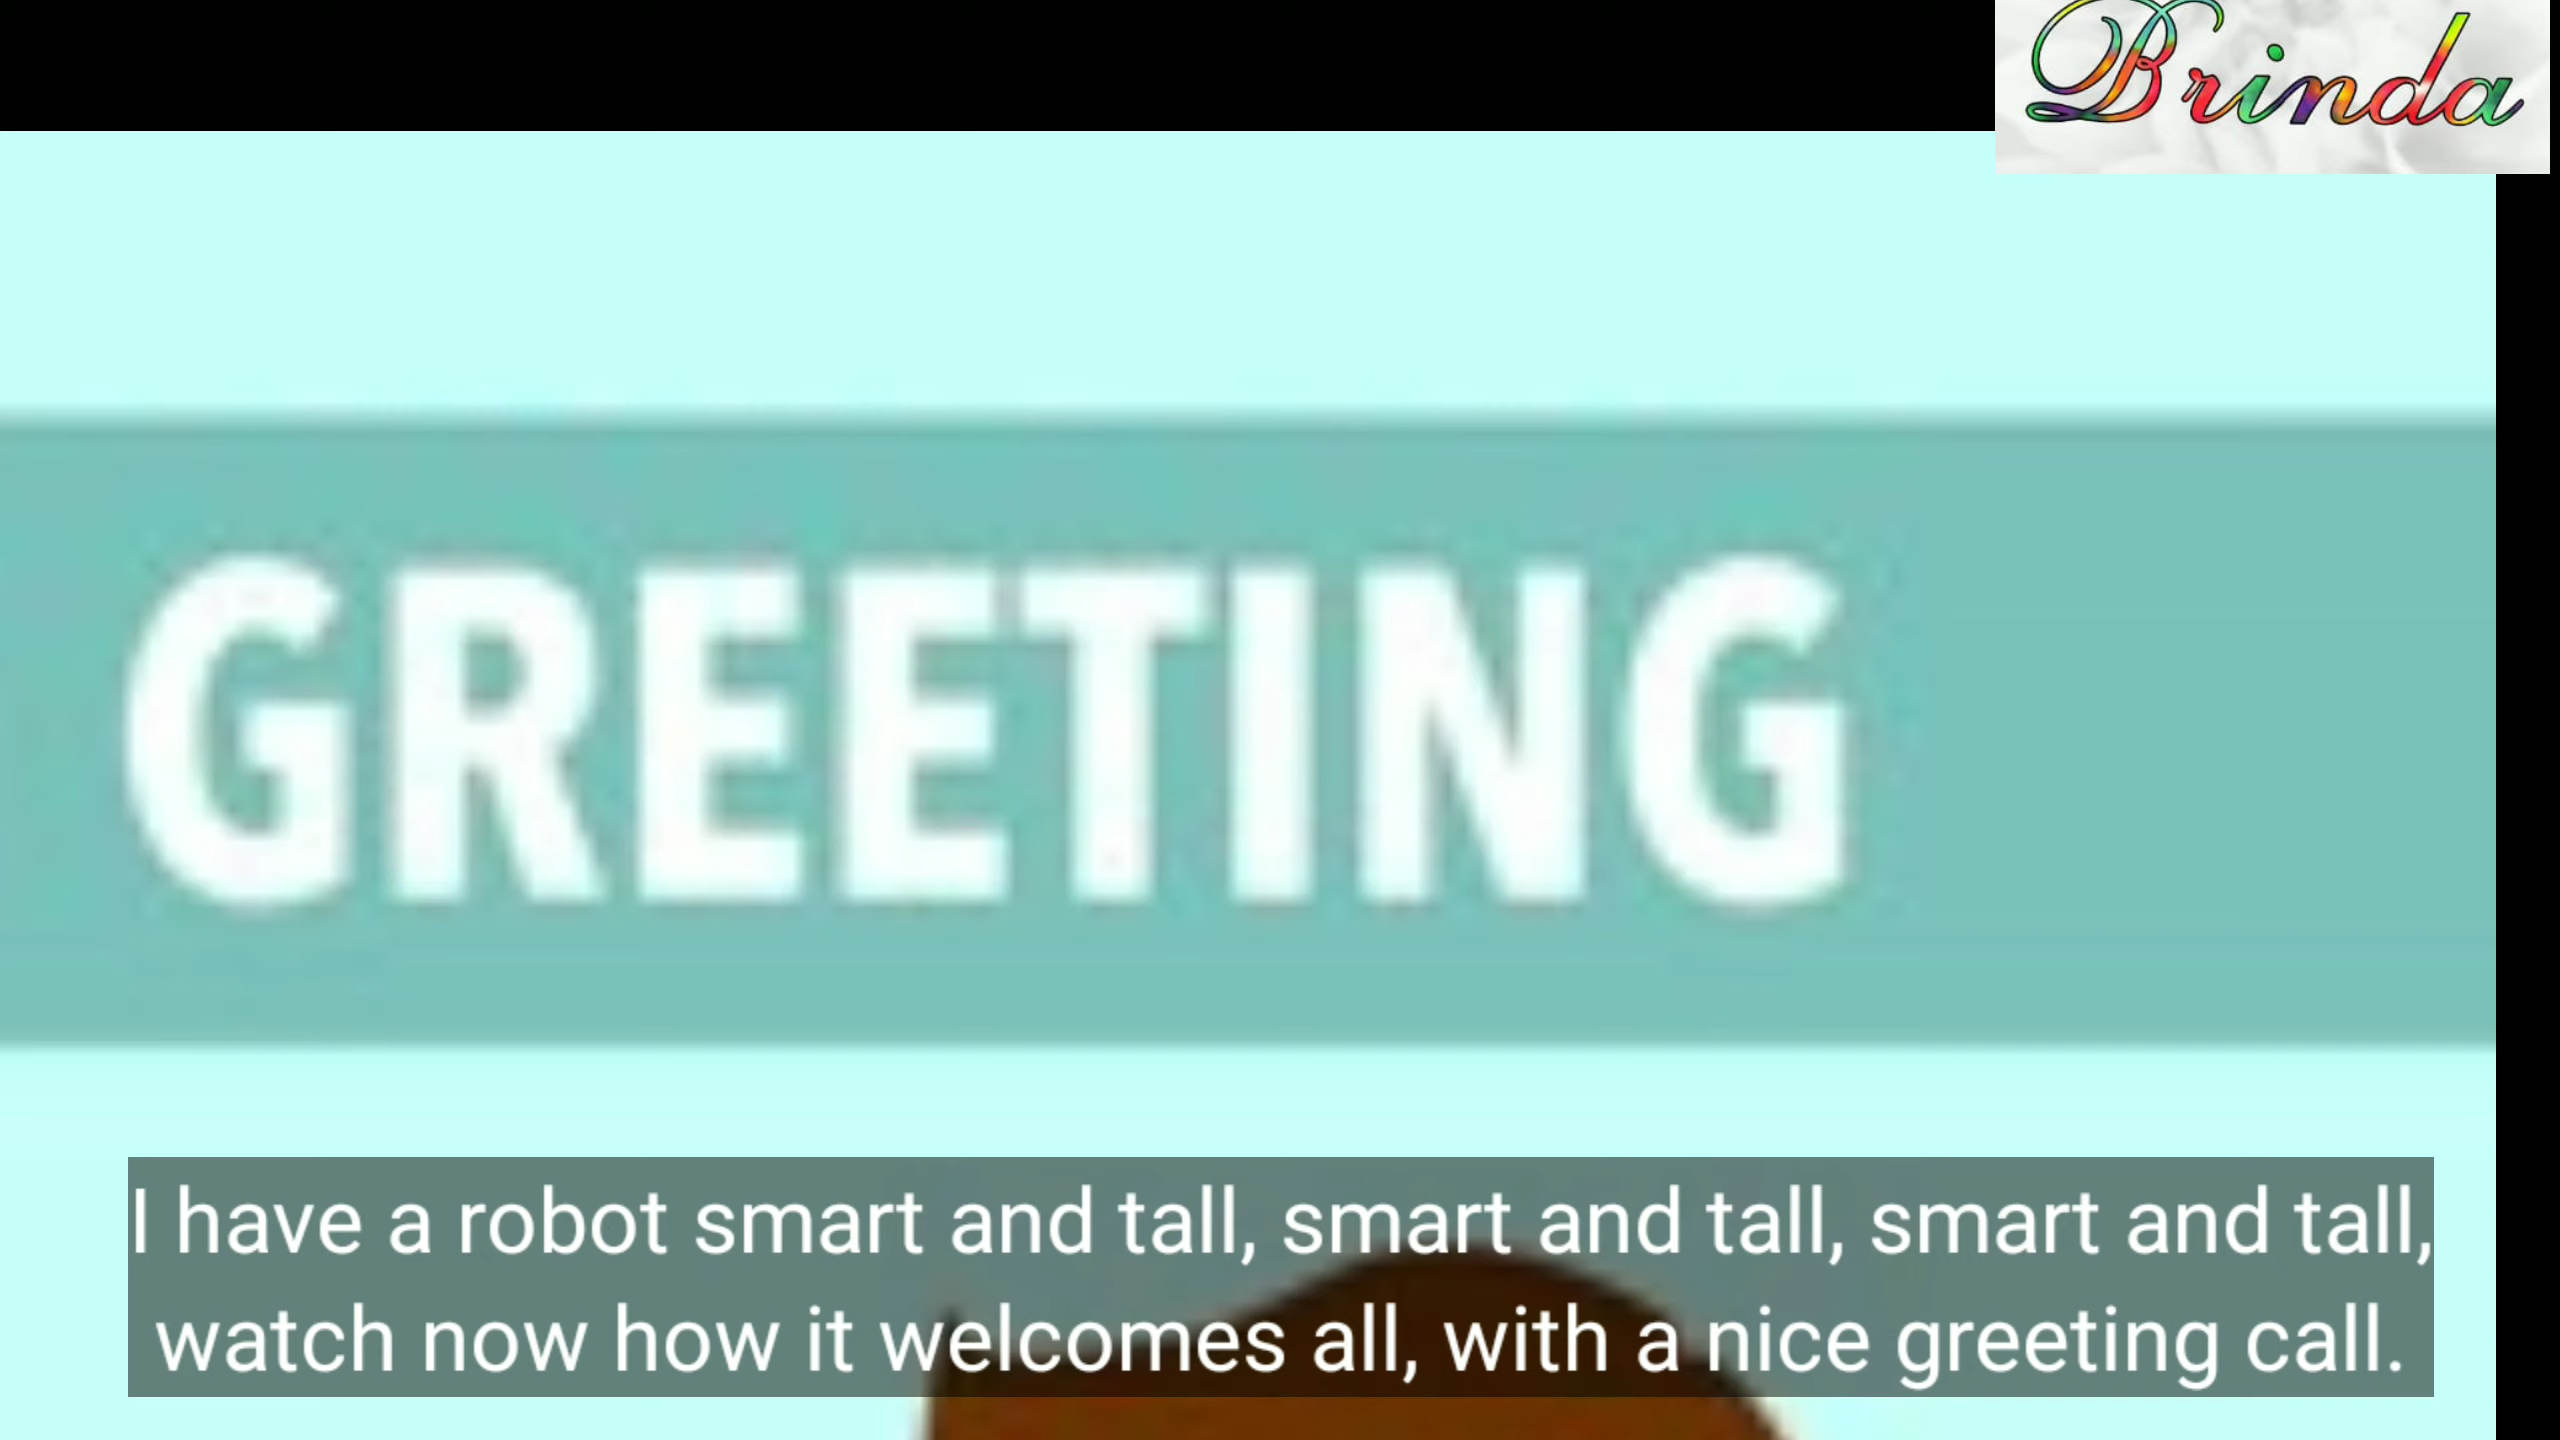 Brinda
GREETING
I have a robot smart and tall, smart and tall, smart and tall,
watch now how it welcomes all, with a nice greeting call.